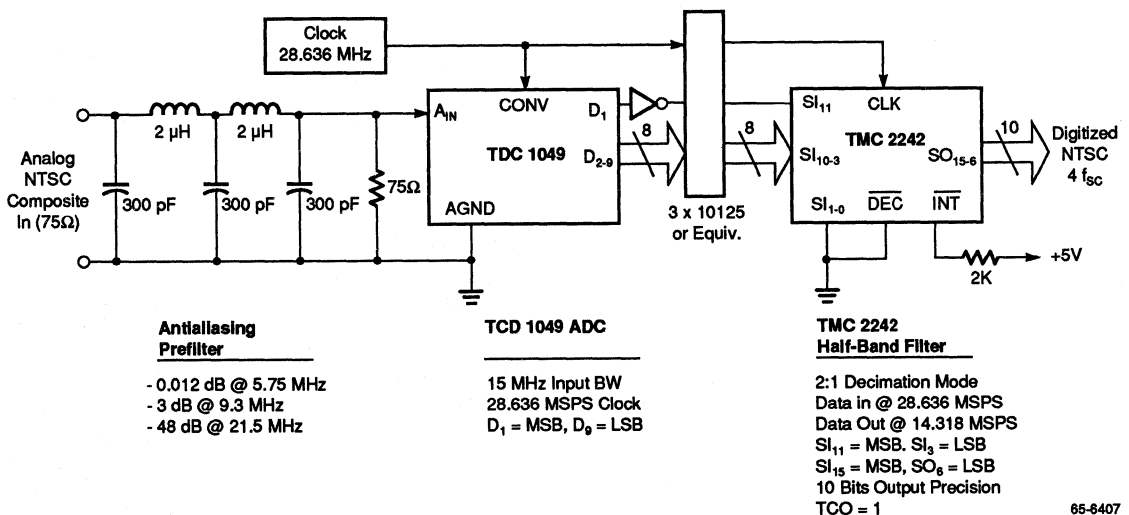 Clock
28.636 MHz
2 µH
2 µH
Analog
NTSC
Composite
In (75Ω)
300 pF
300 pF
300 pF
75Ω
AIN
CONV
D1
TDC 1049
D2-9
AGND
8
8
3 x 10125
or Equiv.
SI11
CLK
TMC 2242
SI10-3
SO15-6
SI1-0
DEC
INT
10
Digitized
NTSC
4 fSC
2K
+5V
Antialiasing
Prefilter
- 0.012 dB @ 5.75 MHz
- 3 dB @ 9.3 MHz
- 48 dB @ 21.5 MHz
TCD 1049 ADC
15 MHz Input BW
28.636 MSPS Clock
D1 = MSB, D9 = LSB
TMC 2242
Half-Band Filter
2:1 Decimation Mode
Data in @ 28.636 MSPS
Data Out @ 14.318 MSPS
SI11 = MSB. SI3 = LSB
SI15 = MSB, SO6 = LSB
10 Bits Output Precision
TCO = 1
65-6407